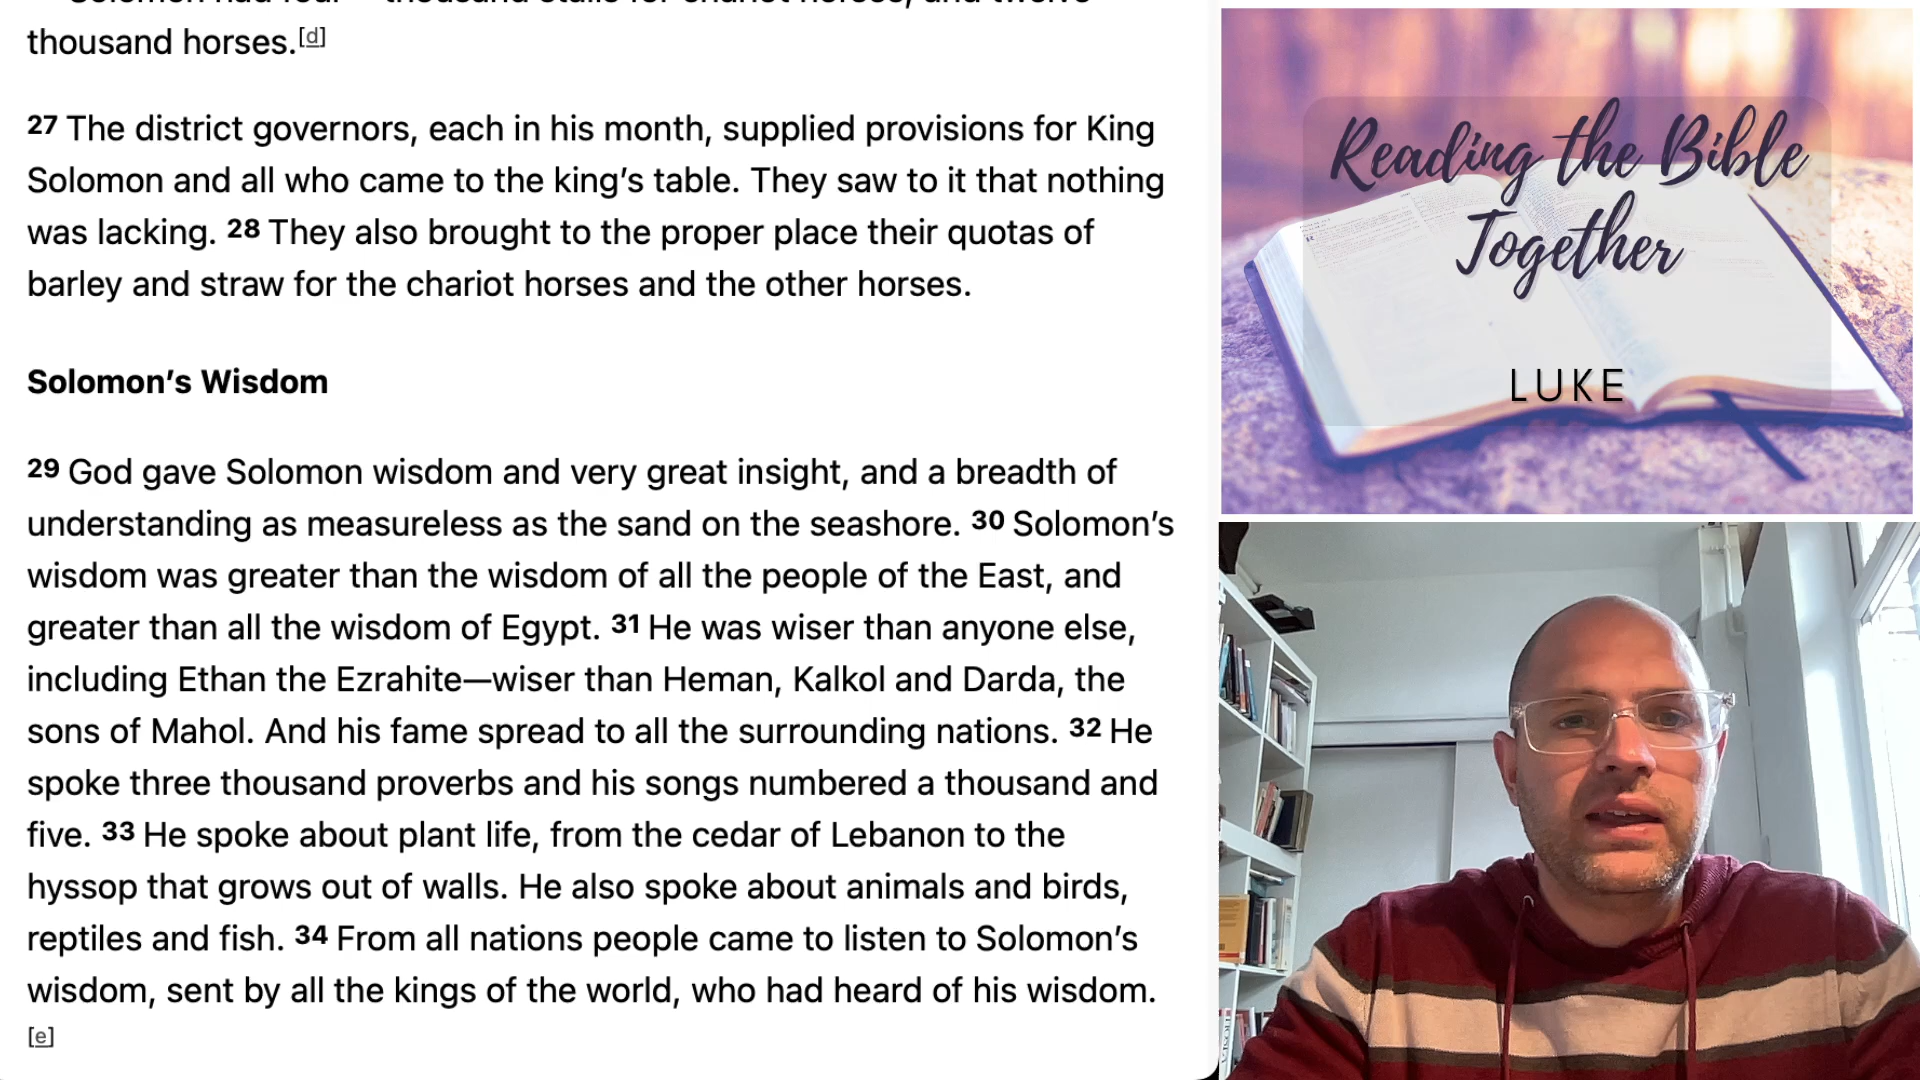 Solomon had four thousand stalls for chariot horses, and twelve
thousand horses.[d]
27 The district governors, each in his month, supplied provisions for King
Solomon and all who came to the king’s table. They saw to it that nothing
was lacking. 28 They also brought to the proper place their quotas of
barley and straw for the chariot horses and the other horses.
Solomon’s Wisdom
29 God gave Solomon wisdom and very great insight, and a breadth of
understanding as measureless as the sand on the seashore. 30 Solomon’s
wisdom was greater than the wisdom of all the people of the East, and
greater than all the wisdom of Egypt. 31 He was wiser than anyone else,
including Ethan the Ezrahite—wiser than Heman, Kalkol and Darda, the
sons of Mahol. And his fame spread to all the surrounding nations. 32 He
spoke three thousand proverbs and his songs numbered a thousand and
five. 33 He spoke about plant life, from the cedar of Lebanon to the
hyssop that grows out of walls. He also spoke about animals and birds,
reptiles and fish. 34 From all nations people came to listen to Solomon’s
wisdom, sent by all the kings of the world, who had heard of his wisdom.
[e]
Reading the Bible
Together
LUKE